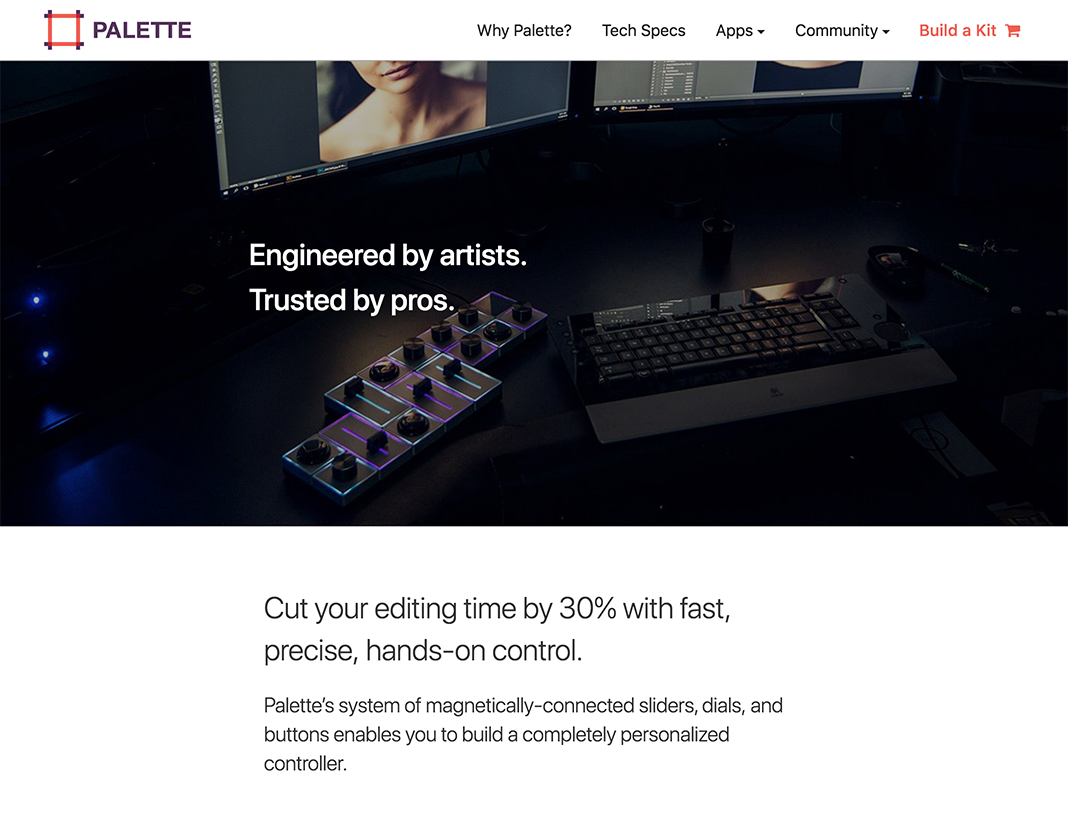 PALETTE
Why Palette?
Tech Specs
Apps
Community
Build a Kit
Engineered by artists.
Trusted by pros.
Cut your editing time by 30% with fast,
precise, hands-on control.
Palette’s system of magnetically-connected sliders, dials, and
buttons enables you to build a completely personalized
controller.